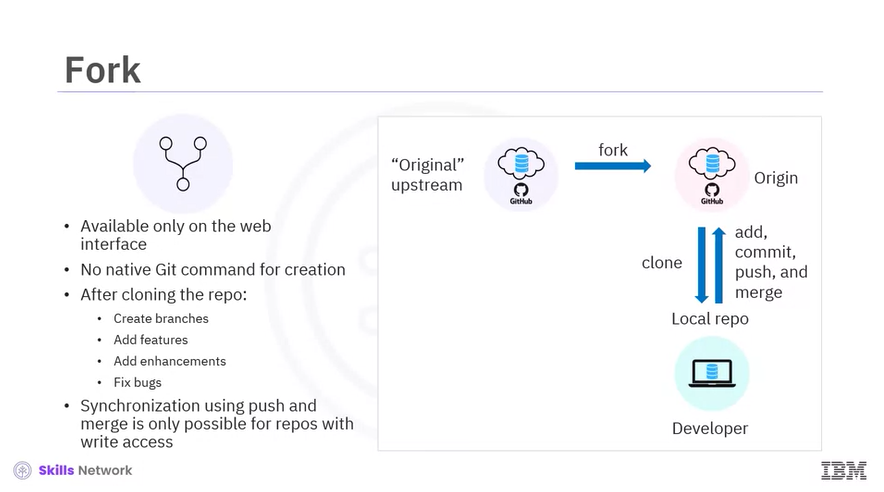 Fork
• Available only on the web
interface
• No native Git command for creation
• After cloning the repo:
• Create branches
• Add features
• Add enhancements
• Fix bugs
• Synchronization using push and
merge is only possible for repos with
write access
“Original”
upstream
GitHub
fork
GitHub
Origin
clone
add,
commit,
push, and
merge
Local repo
Developer
Skills Network
IBM